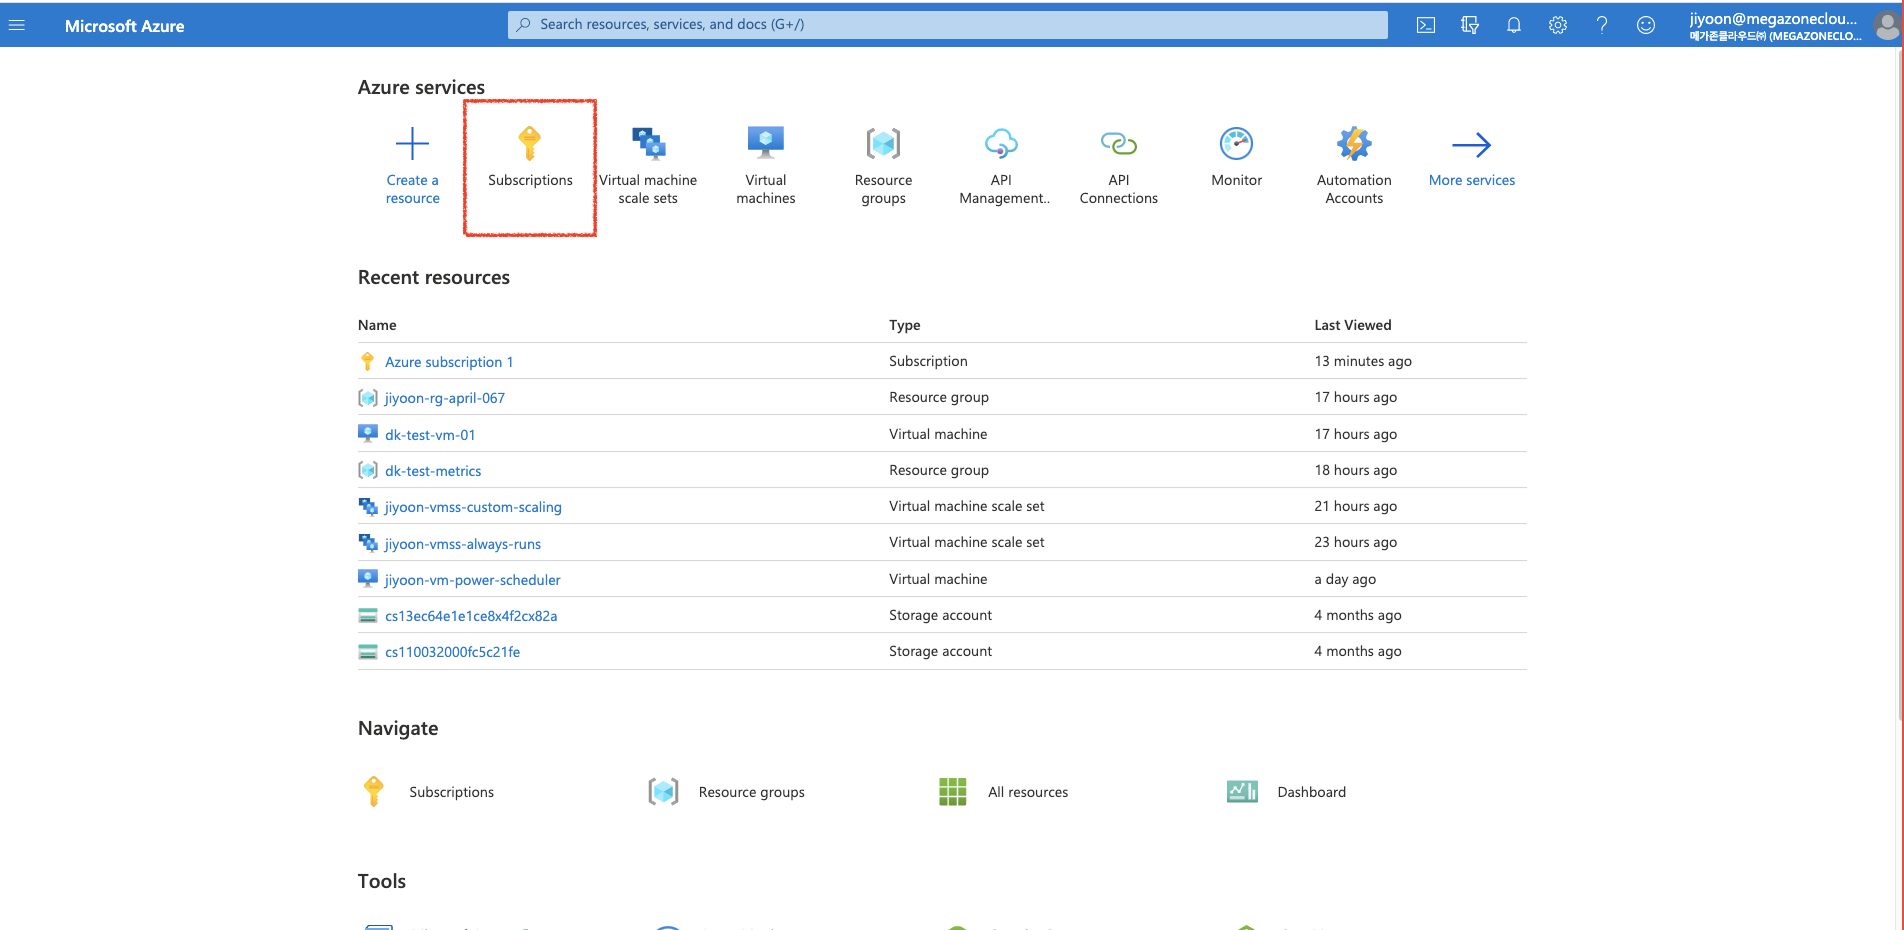 Microsoft Azure
Search resources, services, and docs (G+/)
jiyoon@megazoneclou...
메가존클라우드㈜ (MEGAZONECLO...
Azure services
Create a
resource
Subscriptions
Virtual machine
scale sets
Virtual
machines
Resource
groups
API
Management..
API
Connections
Monitor
Automation
Accounts
More services
Recent resources
Name Type Last Viewed
Azure subscription 1 Subscription 13 minutes ago
jiyoon-rg-april-067 Resource group 17 hours ago
dk-test-vm-01 Virtual machine 17 hours ago
dk-test-metrics Resource group 18 hours ago
jiyoon-vmss-custom-scaling Virtual machine scale set 21 hours ago
jiyoon-vmss-always-runs Virtual machine scale set 23 hours ago
jiyoon-vm-power-scheduler Virtual machine a day ago
cs13ec64e1e1ce8x4f2cx82a Storage account 4 months ago
cs110032000fc5c21fe Storage account 4 months ago
Navigate
Subscriptions Resource groups All resources Dashboard
Tools